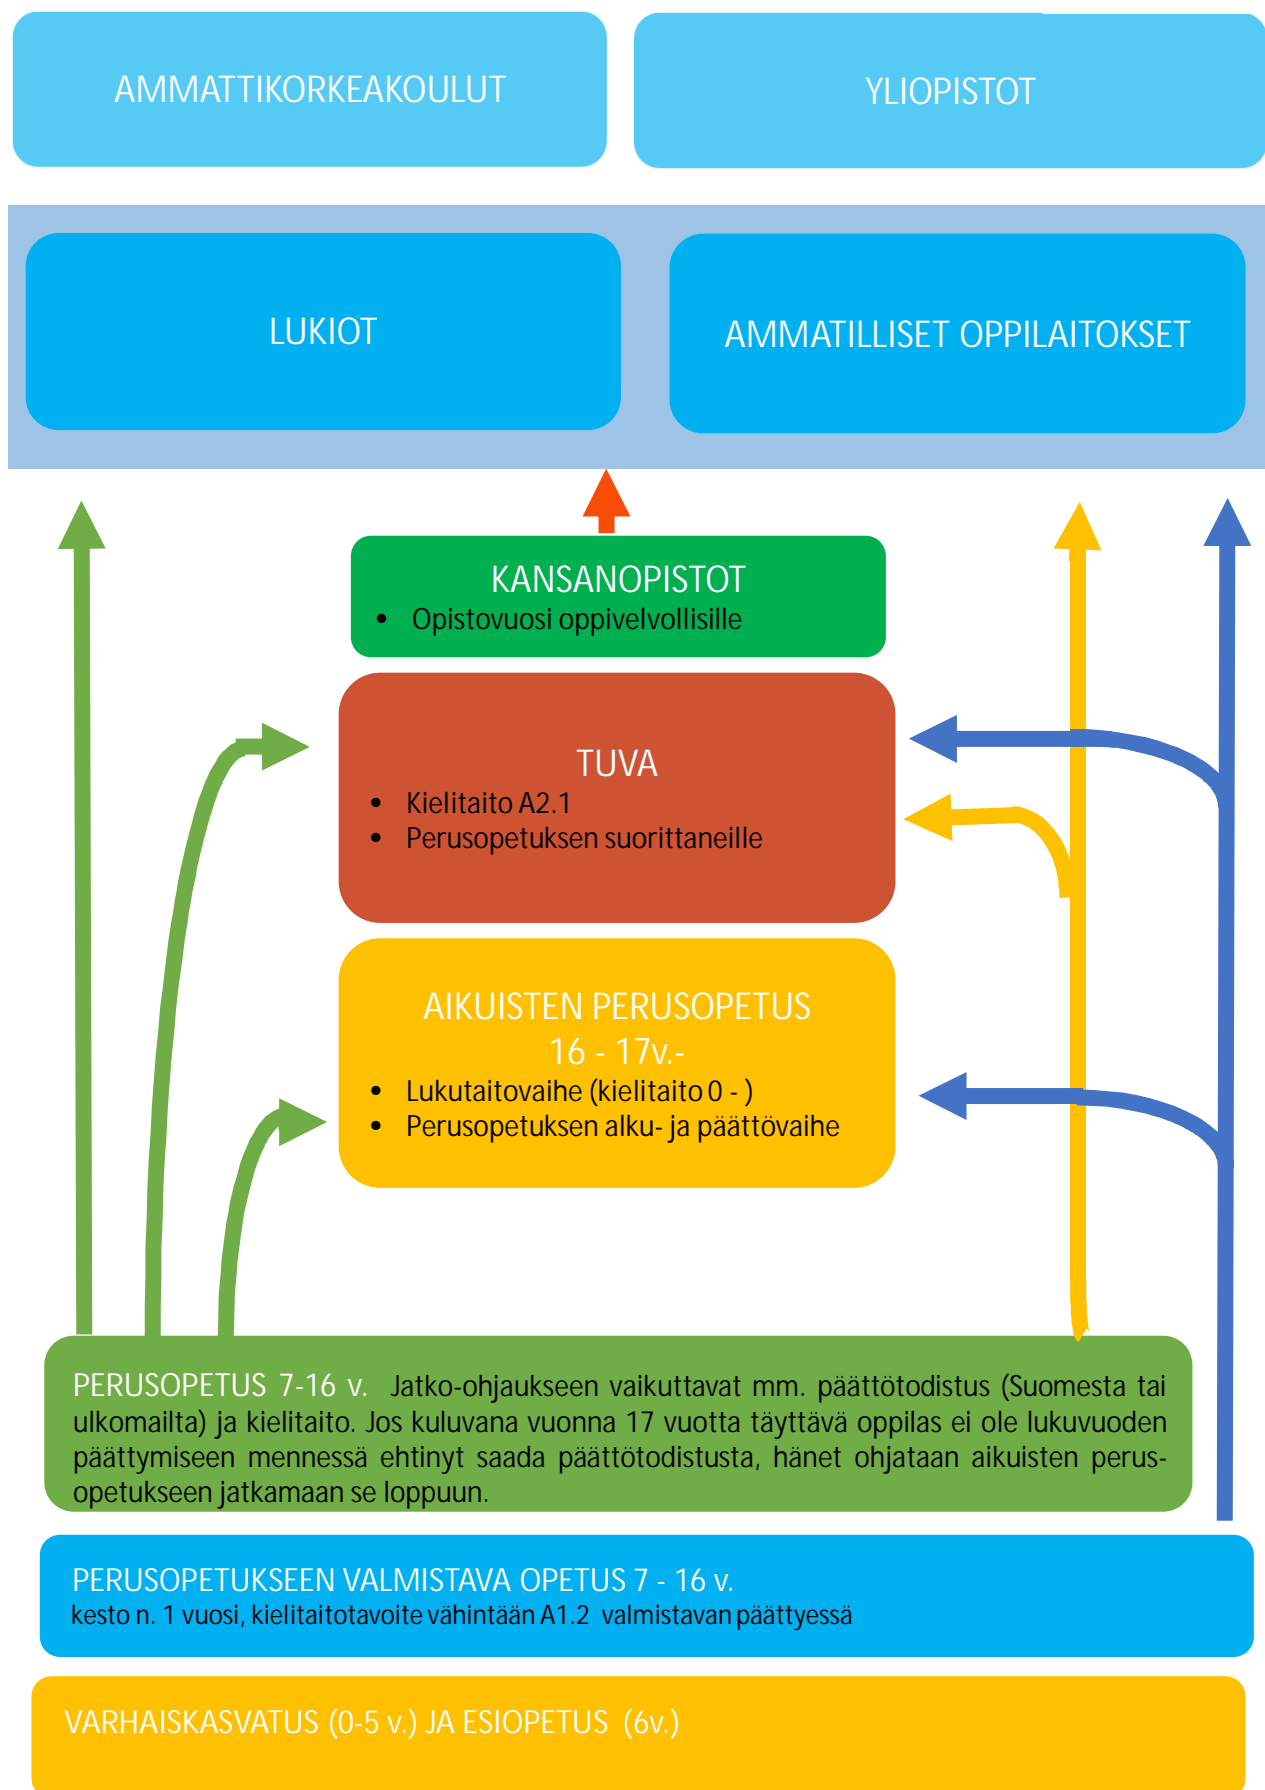 AMMATTIKORKEAKOULUT
YLIOPISTOT
LUKIOT
AMMATILLISET OPPILAITOKSET
KANSANOPISTOT
• Opistovuosi oppivelvollisille
TUVA
• Kielitaito A2.1
• Perusopetuksen suorittaneille
AIKUISTEN PERUSOPETUS
16 - 17v.-
• Lukutaitovaihe (kielitaito 0 - )
• Perusopetuksen alku- ja päättövaihe
PERUSOPETUS 7-16 v. Jatko-ohjaukseen vaikuttavat mm. päättötodistus (Suomesta tai
ulkomailta) ja kielitaito. Jos kuluvana vuonna 17 vuotta täyttävä oppilas ei ole lukuvuoden
päättymiseen mennessä ehtinyt saada päättötodistusta, hänet ohjataan aikuisten perus-
opetukseen jatkamaan se loppuun.
PERUSOPETUKSEEN VALMISTAVA OPETUS 7 - 16 v.
kesto n. 1 vuosi, kielitaitotavoite vähintään A1.2 valmistavan päättyessä
VARHAISKASVATUS (0-5 v.) JA ESIOPETUS (6v.)